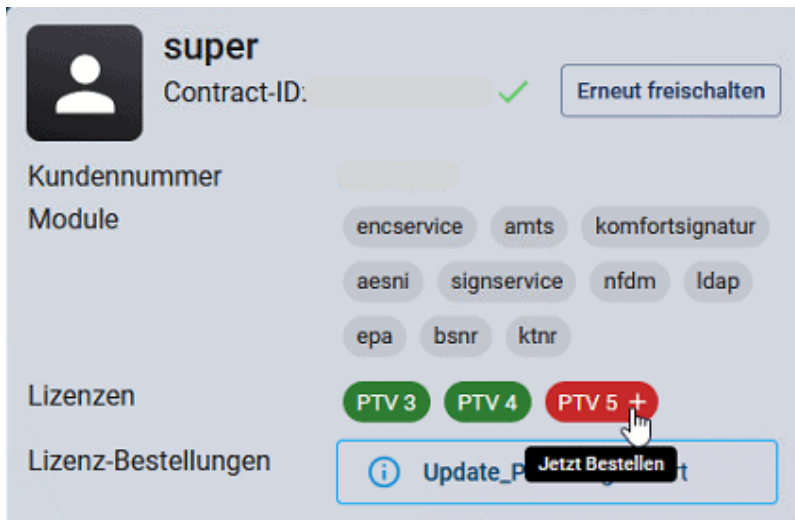 super
Contract-ID:
Erneut freischalten
Kundennummer
Module
encservice amts komfortsignatur
aesni signservice nfdm ldap
epa bsnr ktnr
Lizenzen
PTV 3 PTV 4 PTV 5 +
Jetzt Bestellen
Lizenz-Bestellungen